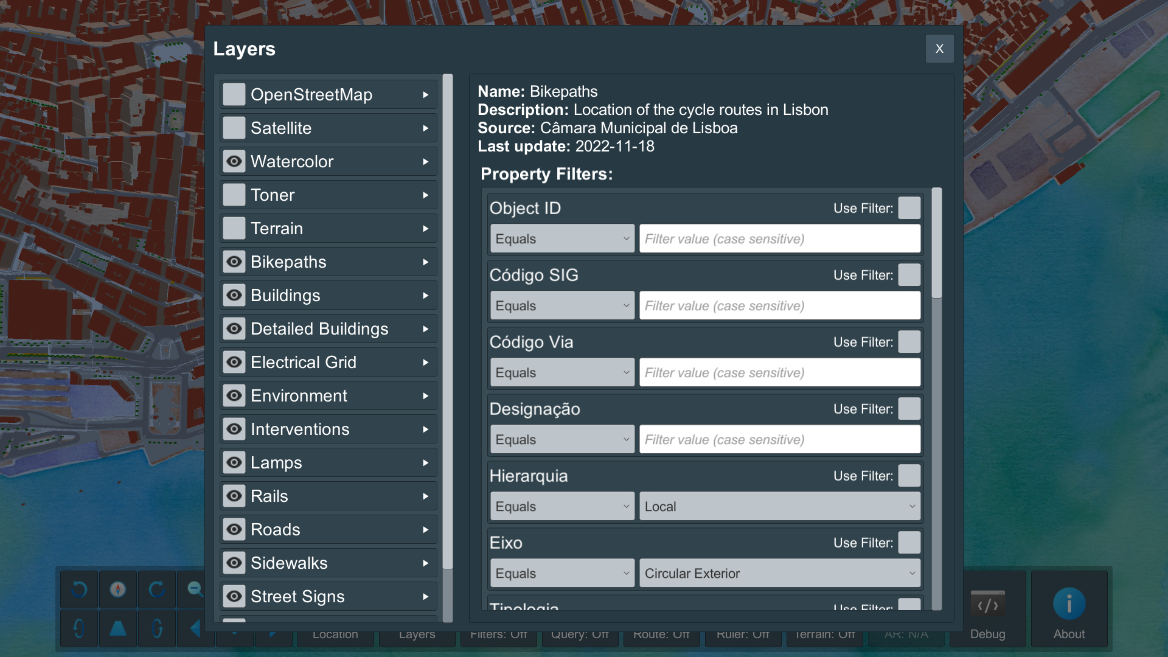 Layers
X
OpenStreetMap
Satellite
Watercolor
Toner
Terrain
Bikepaths
Buildings
Detailed Buildings
Electrical Grid
Environment
Interventions
Lamps
Rails
Roads
Sidewalks
Street Signs
Name: Bikepaths
Description: Location of the cycle routes in Lisbon
Source: Câmara Municipal de Lisboa
Last update: 2022-11-18
Property Filters:
Object ID Use Filter:
Equals Filter value (case sensitive)
Código SIG Use Filter:
Equals Filter value (case sensitive)
Código Via Use Filter:
Equals Filter value (case sensitive)
Designação Use Filter:
Equals Filter value (case sensitive)
Hierarquia Use Filter:
Equals Local
Eixo Use Filter:
Equals Circular Exterior
Tipologia Use Filter:
Location Layers Filters: Off Query: Off Route: Off Ruler: Off Terrain: Off AR: N/A Debug About